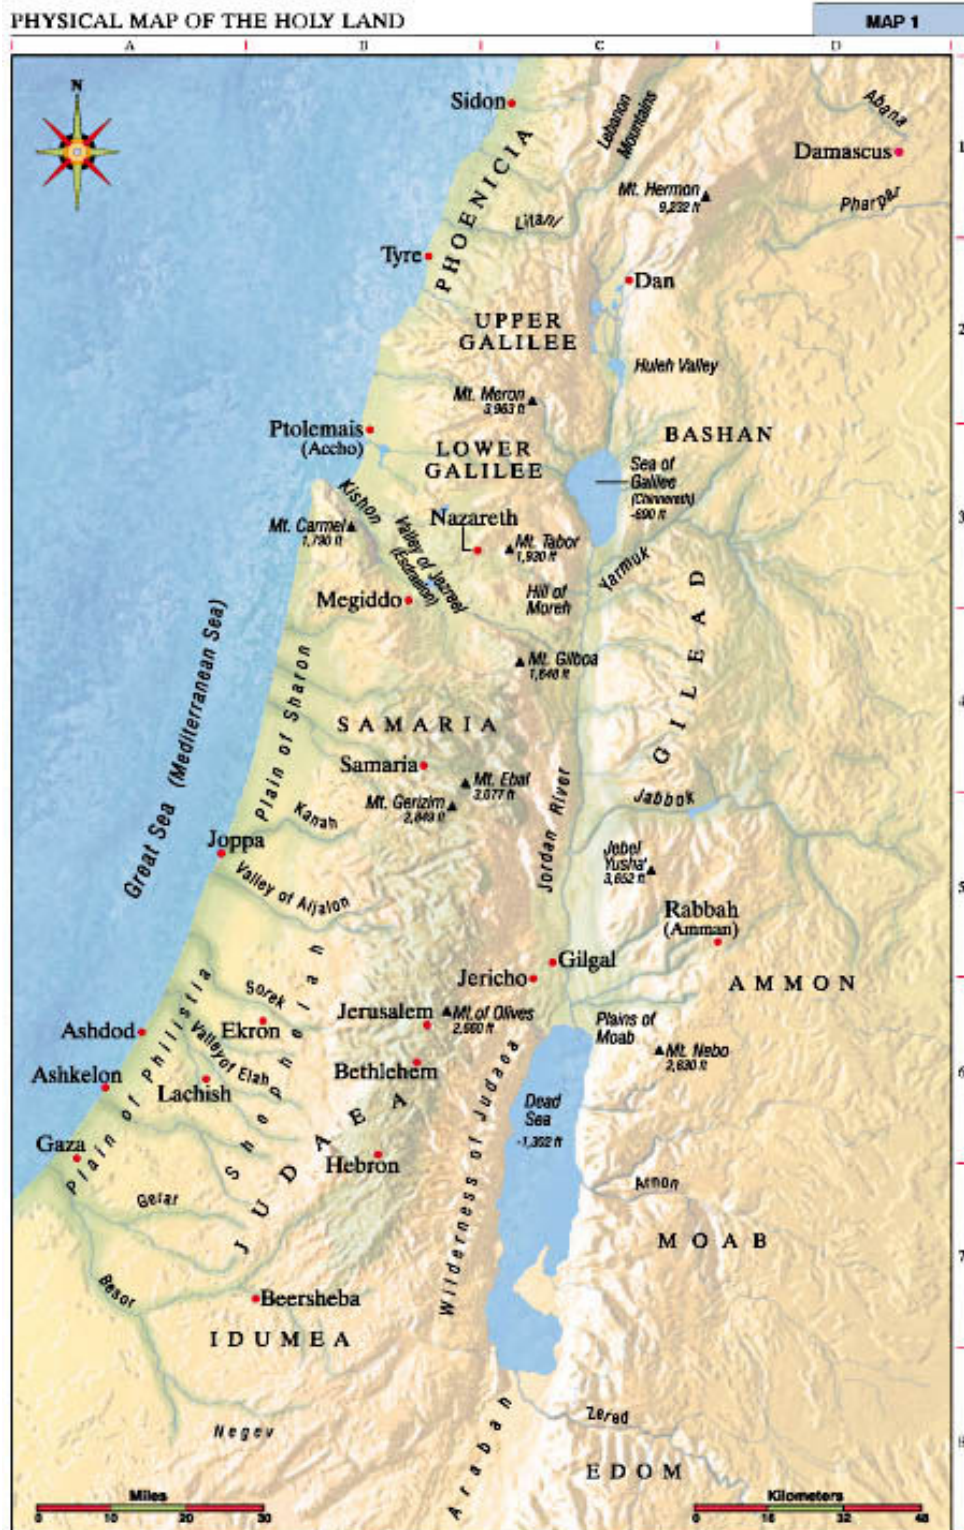 PHYSICAL MAP OF THE HOLY LAND
MAP 1
A B C D
N
Sidon
Lebanon
Mountains
Abana
1
Damascus
PHOENICIA
Mt. Hermon
9,232 ft
Pharpar
Litani
Tyre
Dan
UPPER
GALILEE
2
Huleh Valley
Mt. Meron
3,963 ft
Ptolemais
(Accho)
BASHAN
LOWER
GALILEE
Sea of
Galilee
(Chinnereth)
-690 ft
Kishon
Mt. Carmel
1,790 ft
Nazareth
3
Valley of Jezreel
(Esdraelon)
Mt. Tabor
1,930 ft
Yarmuk
Megiddo
Hill of
Moreh
GILEAD
Mt. Gilboa
Great Sea (Mediterranean Sea)
Plain of Sharon
SAMARIA
4
Samaria
Mt. Ebal
3,077 ft
Mt. Gerizim
2,849 ft
Jordan River
Jabbok
Kanah
Joppa
Jebel
Yusha'
3,652 ft
5
Valley of Aijalon
Rabbah
(Amman)
Gilgal
Jericho
AMMON
Plain of Philistia
Shephelah
Sorek
Ashdod
Ekron
Jerusalem
Mt. of Olives
2,660 ft
Plains of
Moab
Mt. Nebo
2,630 ft
Valley of Elah
Ashkelon
Lachish
Bethlehem
6
Dead
Sea
-1,302 ft
JUDAEA
Wilderness of Judaea
Gaza
Hebron
Gerar
Arnon
MOAB
7
Besor
Beersheba
IDUMEA
Negev
Arabah
Zered
8
EDOM
Miles
0 10 20 30
Kilometers
0 16 32 48